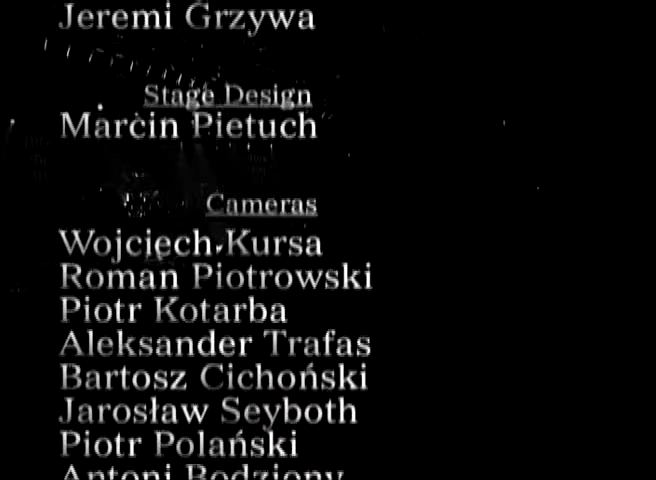 Jeremi Grzywa
Stage Design
Marcin Pietuch
Cameras
Wojciech Kursa
Roman Piotrowski
Piotr Kotarba
Aleksander Trafas
Bartosz Cichoński
Jarosław Seyboth
Piotr Polański
Antoni